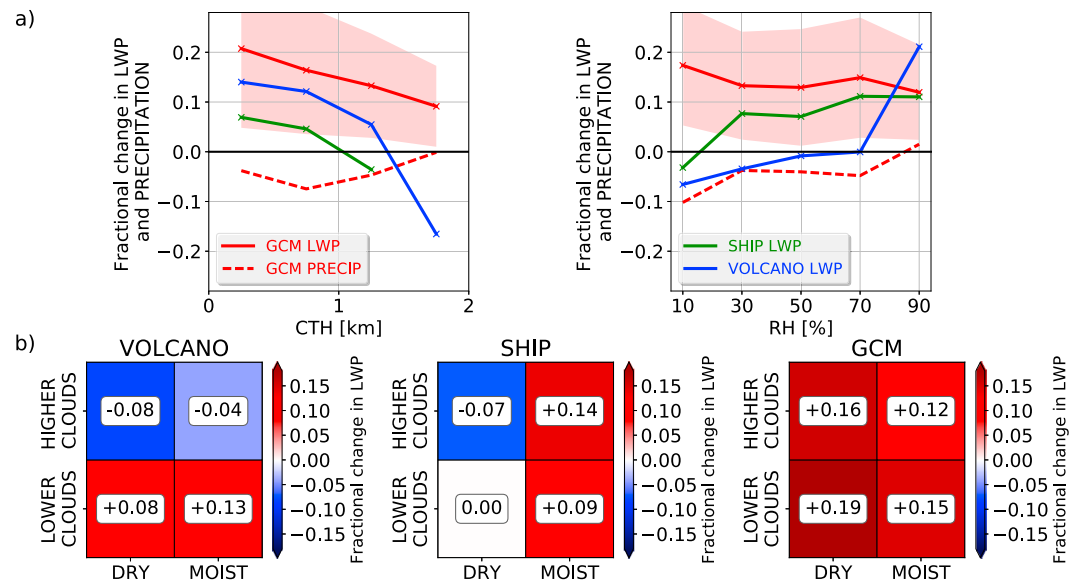 a)
Fractional change in LWP
and PRECIPITATION
0.2
0.1
0.0
−0.1
−0.2
GCM LWP
GCM PRECIP
0
1
2
CTH [km]
Fractional change in LWP
and PRECIPITATION
0.2
0.1
0.0
−0.1
−0.2
SHIP LWP
VOLCANO LWP
10
30
50
70
90
RH [%]
b)
VOLCANO
HIGHER
CLOUDS
LOWER
CLOUDS
-0.08
-0.04
+0.08
+0.13
DRY
MOIST
0.15
0.10
0.05
0.00
−0.05
−0.10
−0.15
Fractional change in LWP
SHIP
HIGHER
CLOUDS
LOWER
CLOUDS
-0.07
+0.14
0.00
+0.09
DRY
MOIST
0.15
0.10
0.05
0.00
−0.05
−0.10
−0.15
Fractional change in LWP
GCM
HIGHER
CLOUDS
LOWER
CLOUDS
+0.16
+0.12
+0.19
+0.15
DRY
MOIST
0.15
0.10
0.05
0.00
−0.05
−0.10
−0.15
Fractional change in LWP